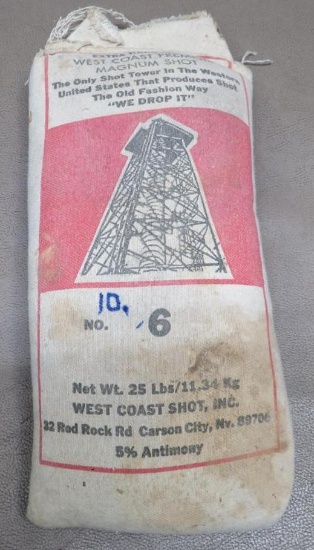 EXTRA
WEST COAST
MAGNUM SHOT
The Only Shot Tower In The Western
United States That Produces Shot
The Old Fashion Way
"WE DROP IT"
10.
NO. 6
Net Wt. 25 Lbs/11.34 Kg
WEST COAST SHOT, INC.
32 Red Rock Rd Carson City, Nv. 89706
5% Antimony